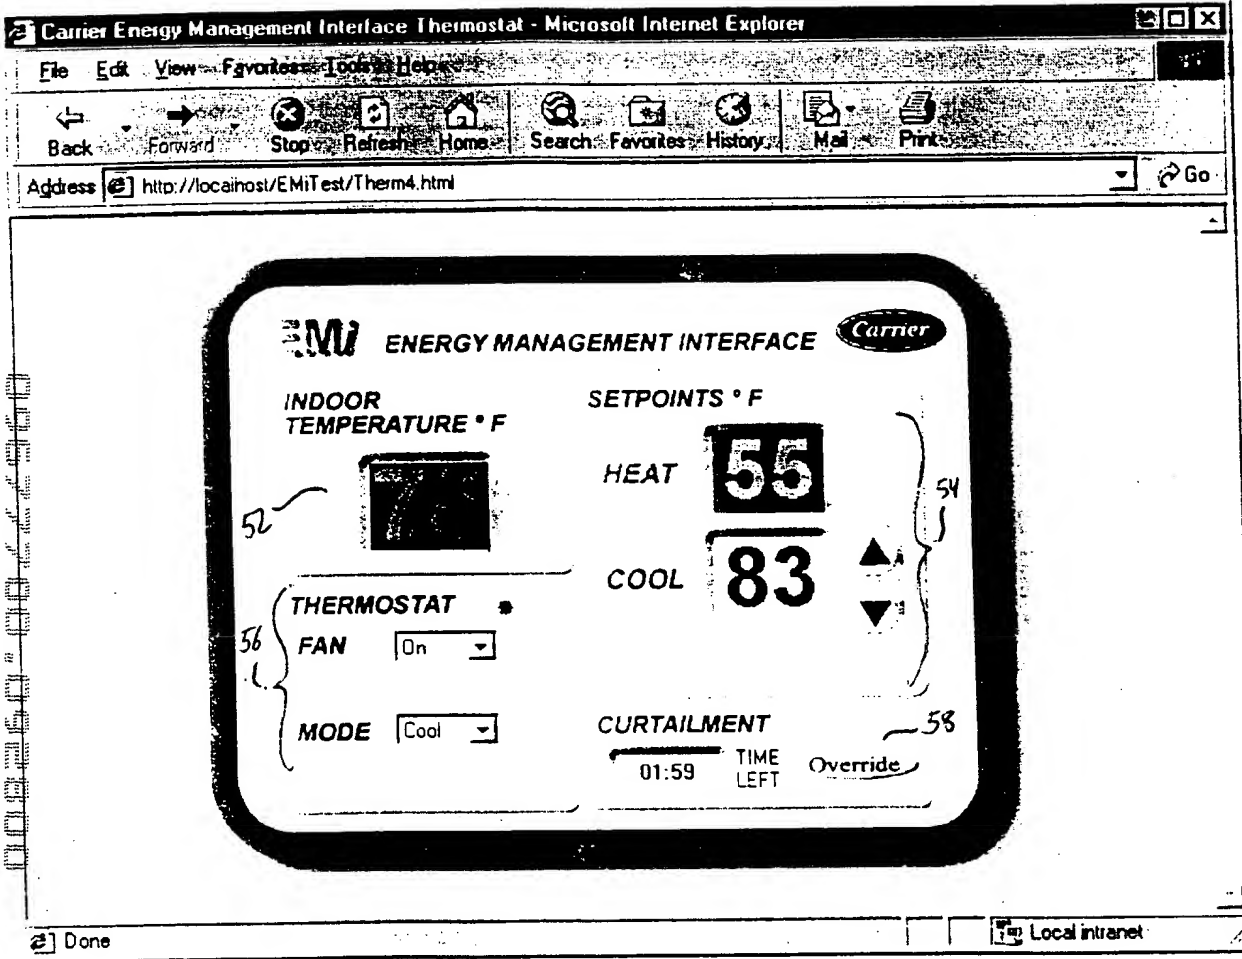 Carrier Energy Management Interface Thermostat - Microsoft Internet Explorer
File Edit View Favorites Tools Help
Back Forward Stop Refresh Home Search Favorites History Mail Print
Address http://localhost/EMiTest/Therm4.html Go
EMi ENERGY MANAGEMENT INTERFACE Carrier
INDOOR
TEMPERATURE ° F
SETPOINTS ° F
HEAT 55
54
52
COOL 83
THERMOSTAT *
56
FAN On
MODE Cool
CURTAILMENT
58
01:59 TIME LEFT Override
Done Local intranet